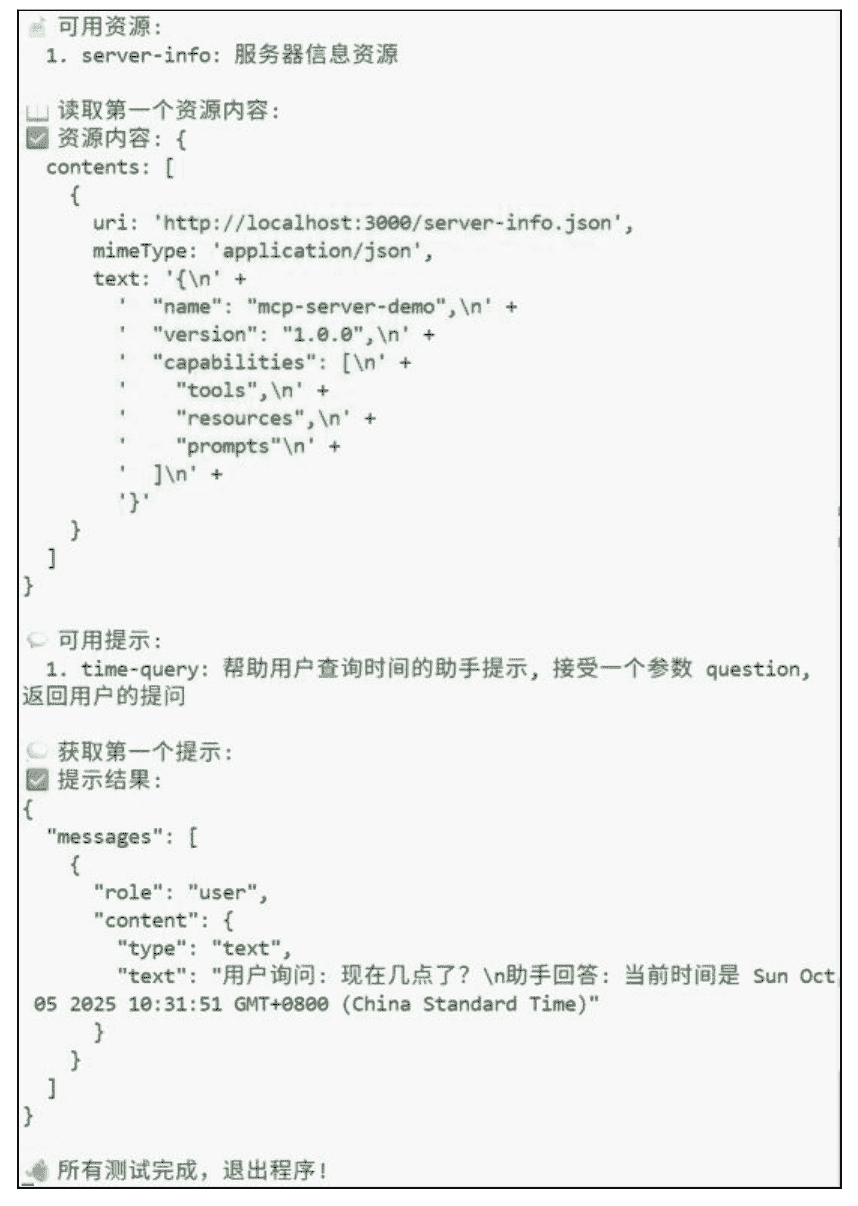 可用资源:
  1. server-info: 服务器信息资源
读取第一个资源内容:
✅ 资源内容: {
  contents: [
    {
      uri: 'http://localhost:3000/server-info.json',
      mimeType: 'application/json',
      text: '{\n' +
        '  "name": "mcp-server-demo",\n' +
        '  "version": "1.0.0",\n' +
        '  "capabilities": [\n' +
        '    "tools",\n' +
        '    "resources",\n' +
        '    "prompts"\n' +
        '  ]\n' +
        '}'
    }
  ]
}
可用提示:
  1. time-query: 帮助用户查询时间的助手提示, 接受一个参数 question,
返回用户的提问
获取第一个提示:
✅ 提示结果:
{
  "messages": [
    {
      "role": "user",
      "content": {
        "type": "text",
        "text": "用户询问: 现在几点了? \n助手回答: 当前时间是 Sun Oct
 05 2025 10:31:51 GMT+0800 (China Standard Time)"
      }
    }
  ]
}
所有测试完成, 退出程序!